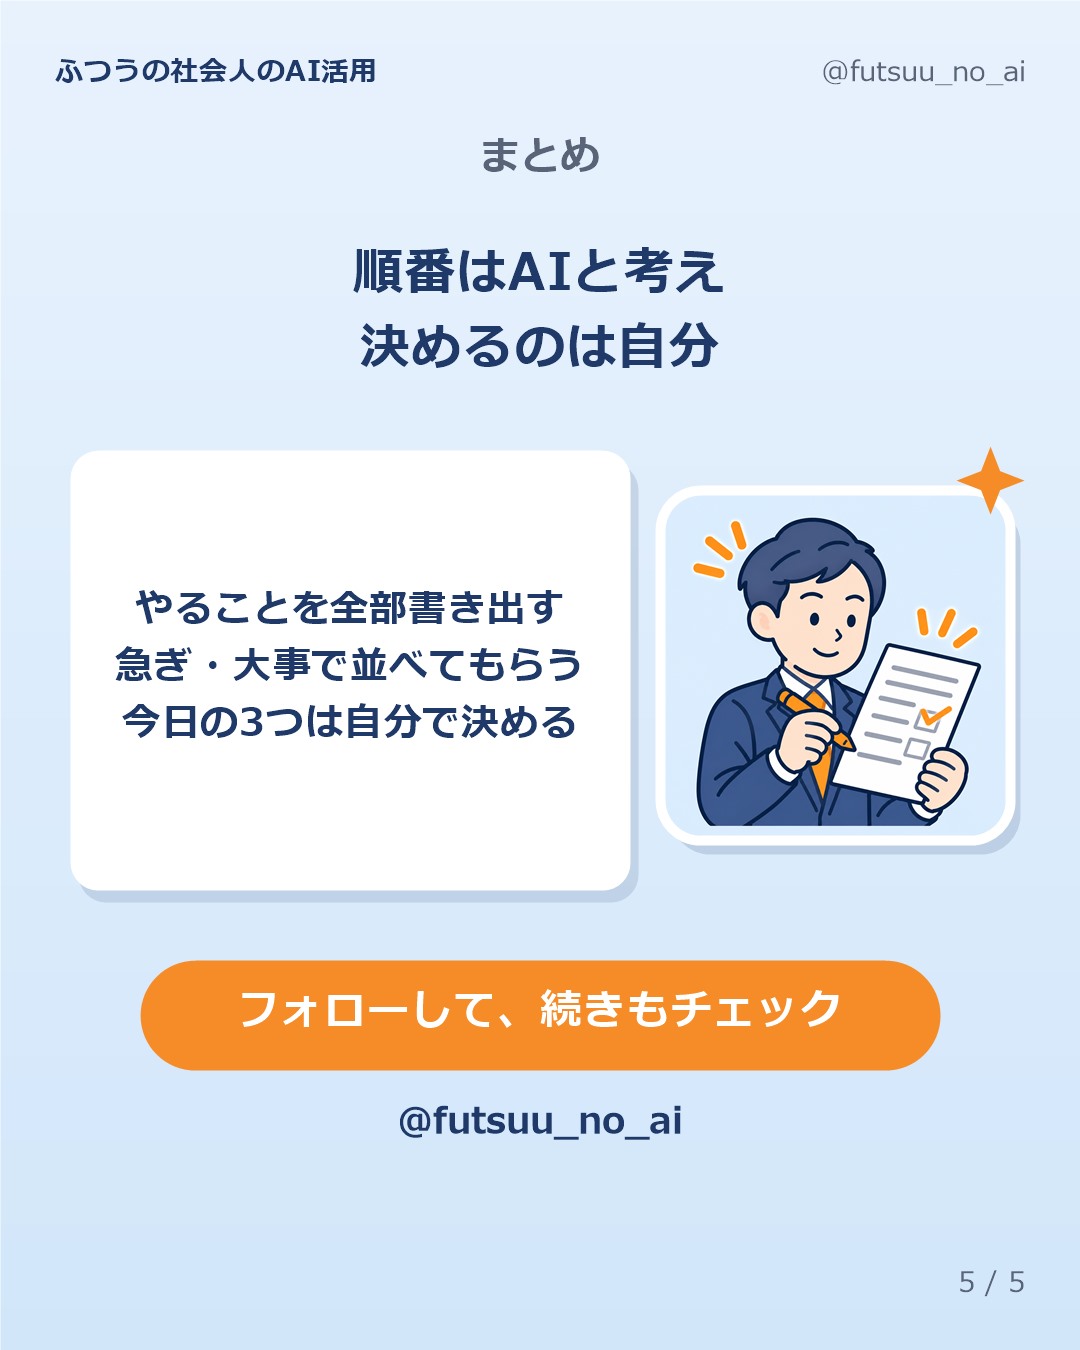 ふつうの社会人のAI活用
@futsuu_no_ai
まとめ
順番はAIと考え
決めるのは自分
やることを全部書き出す
急ぎ・大事で並べてもらう
今日の3つは自分で決める
フォローして、続きもチェック
@futsuu_no_ai
5 / 5